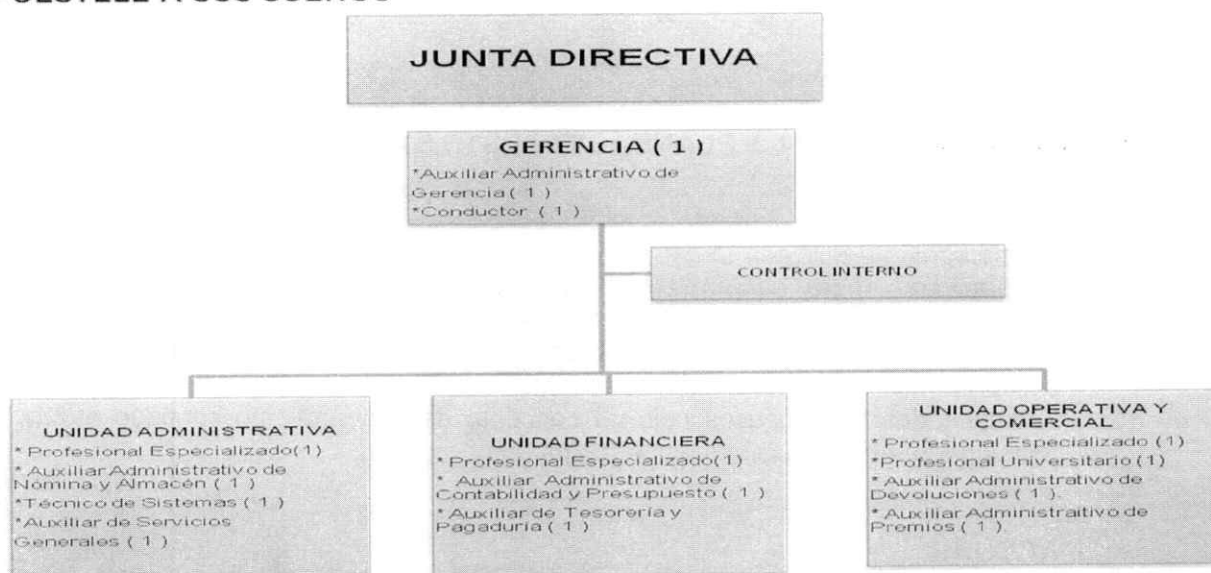 JUNTA DIRECTIVA
GERENCIA ( 1 )
*Auxiliar Administrativo de
Gerencia ( 1 )
*Conductor ( 1 )
CONTROL INTERNO
UNIDAD ADMINISTRATIVA
* Profesional Especializado(1)
* Auxiliar Administrativo de
Nómina y Almacén ( 1 )
*Técnico de Sistemas ( 1 )
*Auxiliar de Servicios
Generales ( 1 )
UNIDAD FINANCIERA
* Profesional Especializado(1)
* Auxiliar Administrativo de
Contabilidad y Presupuesto ( 1 )
* Auxiliar de Tesorería y
Pagaduría ( 1 )
UNIDAD OPERATIVA Y
COMERCIAL
* Profesional Especializado ( 1 )
*Profesional Universitario (1)
* Auxiliar Administrativo de
Devoluciones ( 1 ).
* Auxiliar Administraitivo de
Premios ( 1 ).